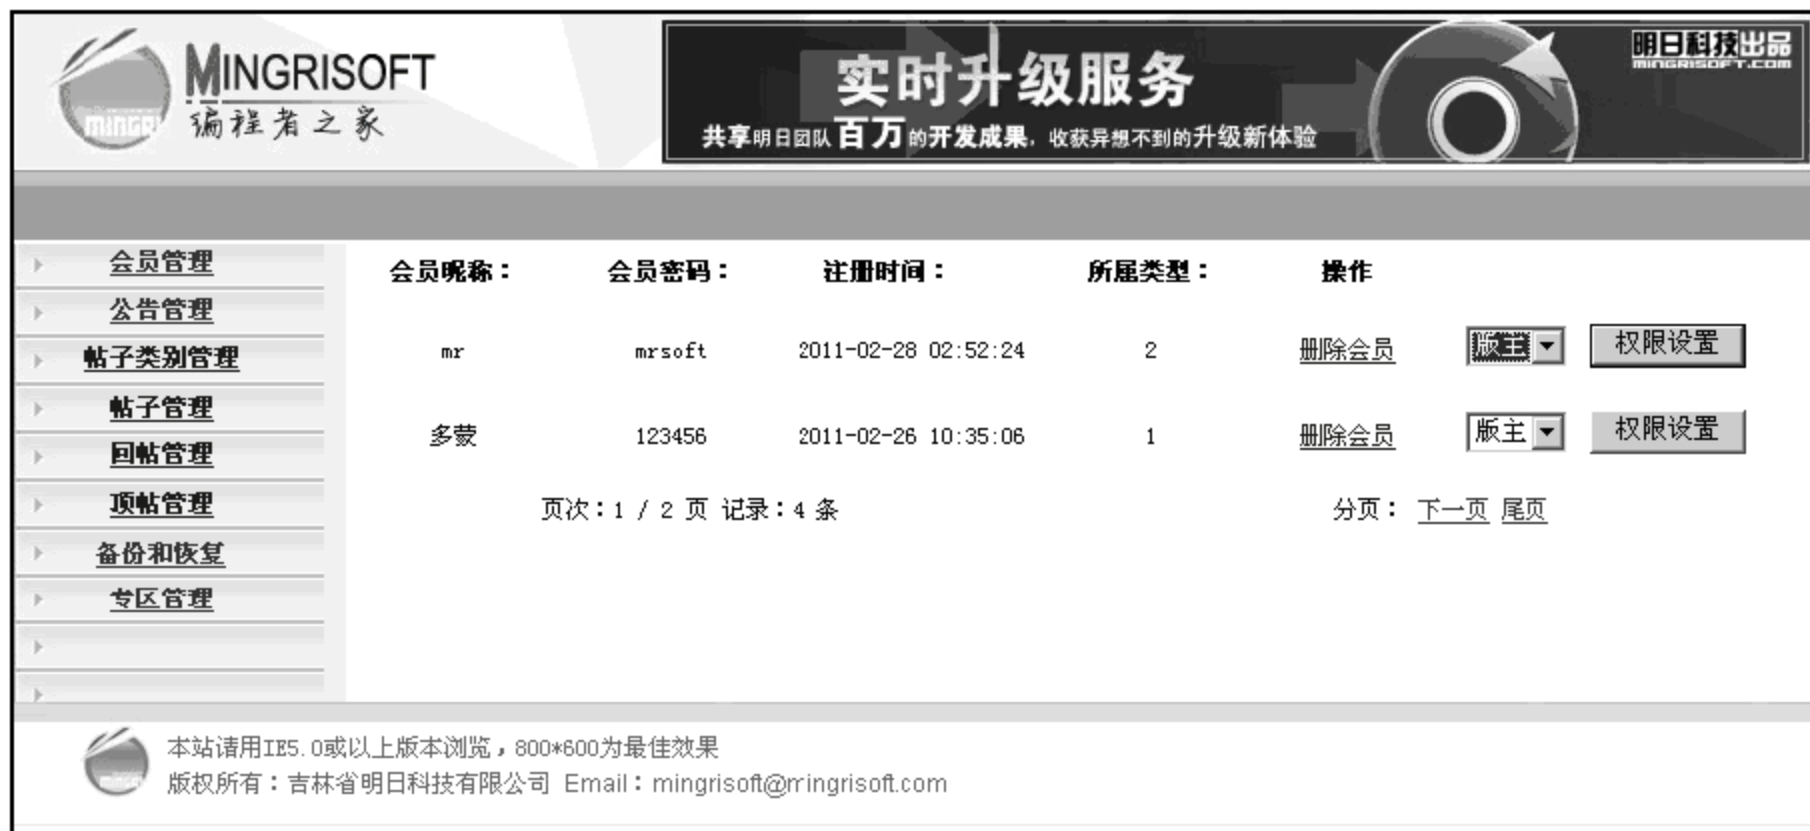 MINGRISOFT
编程者之家
MINGRI
实时升级服务
共享明日团队百万的开发成果，收获异想不到的升级新体验
明日科技出品
MINGRISOFT.COM
会员管理
公告管理
帖子类别管理
帖子管理
回帖管理
顶帖管理
备份和恢复
专区管理
会员昵称： 会员密码： 注册时间： 所属类型： 操作
mr mrsoft 2011-02-28 02:52:24 2 删除会员 版主 权限设置
多蒙 123456 2011-02-26 10:35:06 1 删除会员 版主 权限设置
页次：1 / 2 页 记录：4 条 分页： 下一页 尾页
本站请用IE5.0或以上版本浏览，800*600为最佳效果
版权所有：吉林省明日科技有限公司 Email：mingrisoft@mingrisoft.com